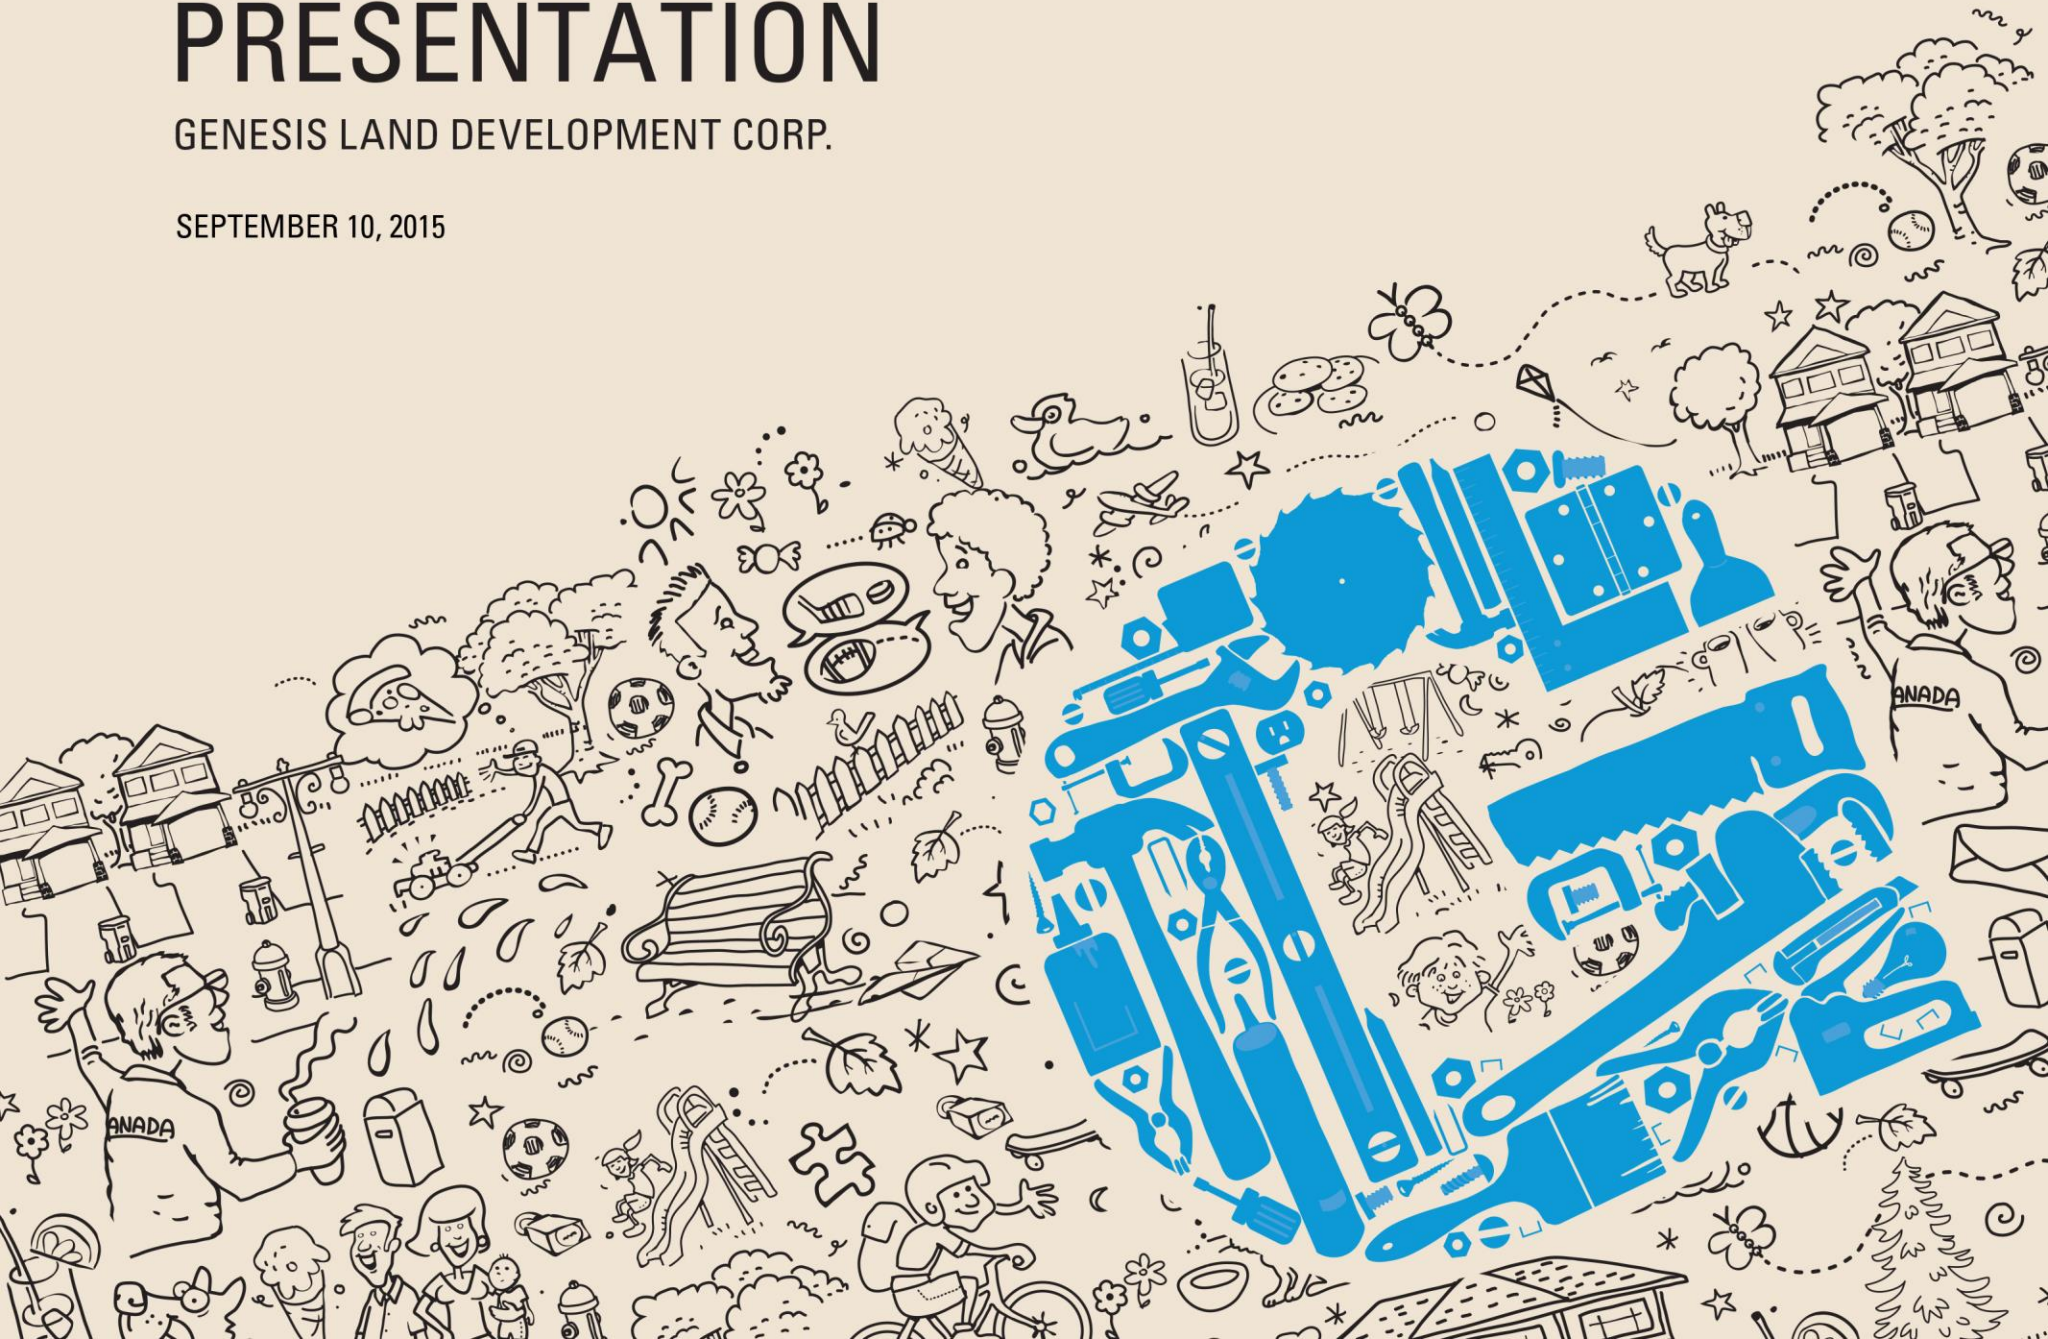 PRESENTATION
GENESIS LAND DEVELOPMENT CORP.
SEPTEMBER 10, 2015
ANADA
ANADA